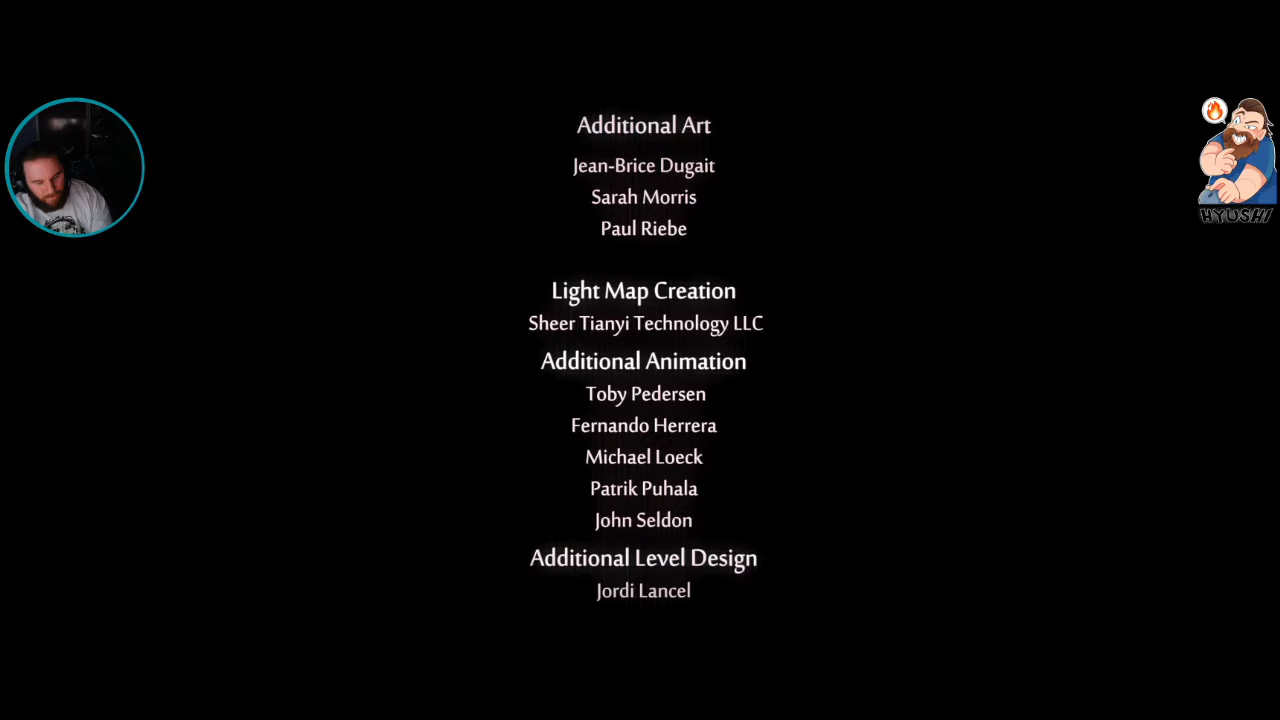 Additional Art
Jean-Brice Dugait
Sarah Morris
Paul Riebe
Light Map Creation
Sheer Tianyi Technology LLC
Additional Animation
Toby Pedersen
Fernando Herrera
Michael Loeck
Patrik Puhala
John Seldon
Additional Level Design
Jordi Lancel
HYUSHI